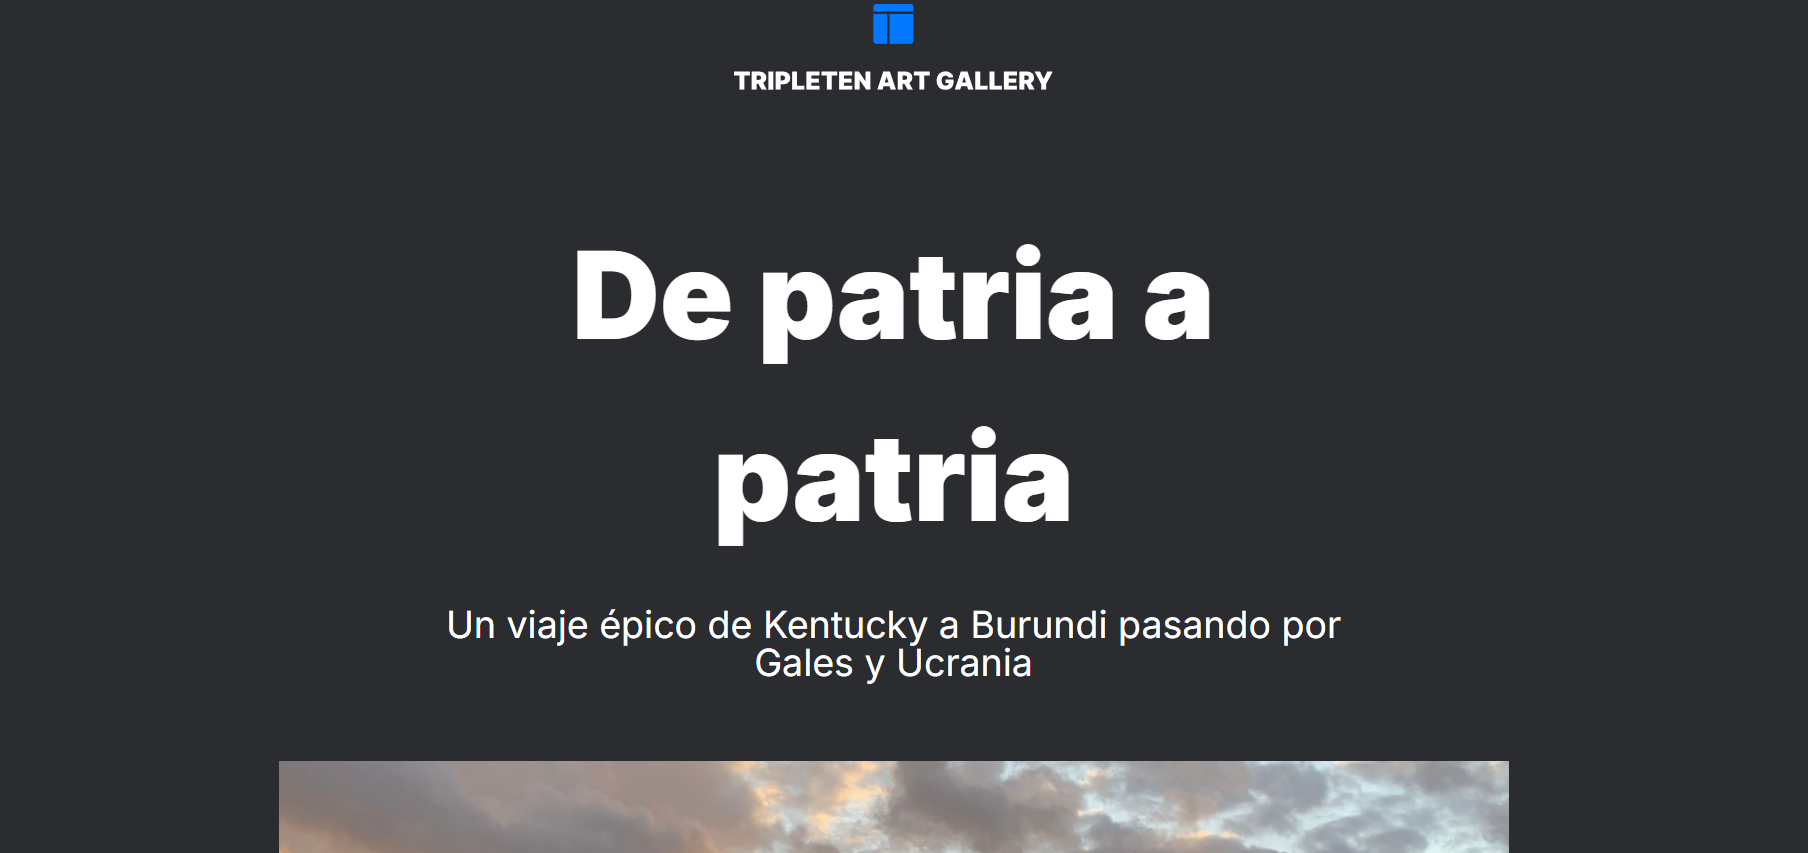 TRIPLETEN ART GALLERY
De patria a
patria
Un viaje épico de Kentucky a Burundi pasando por
Gales y Ucrania